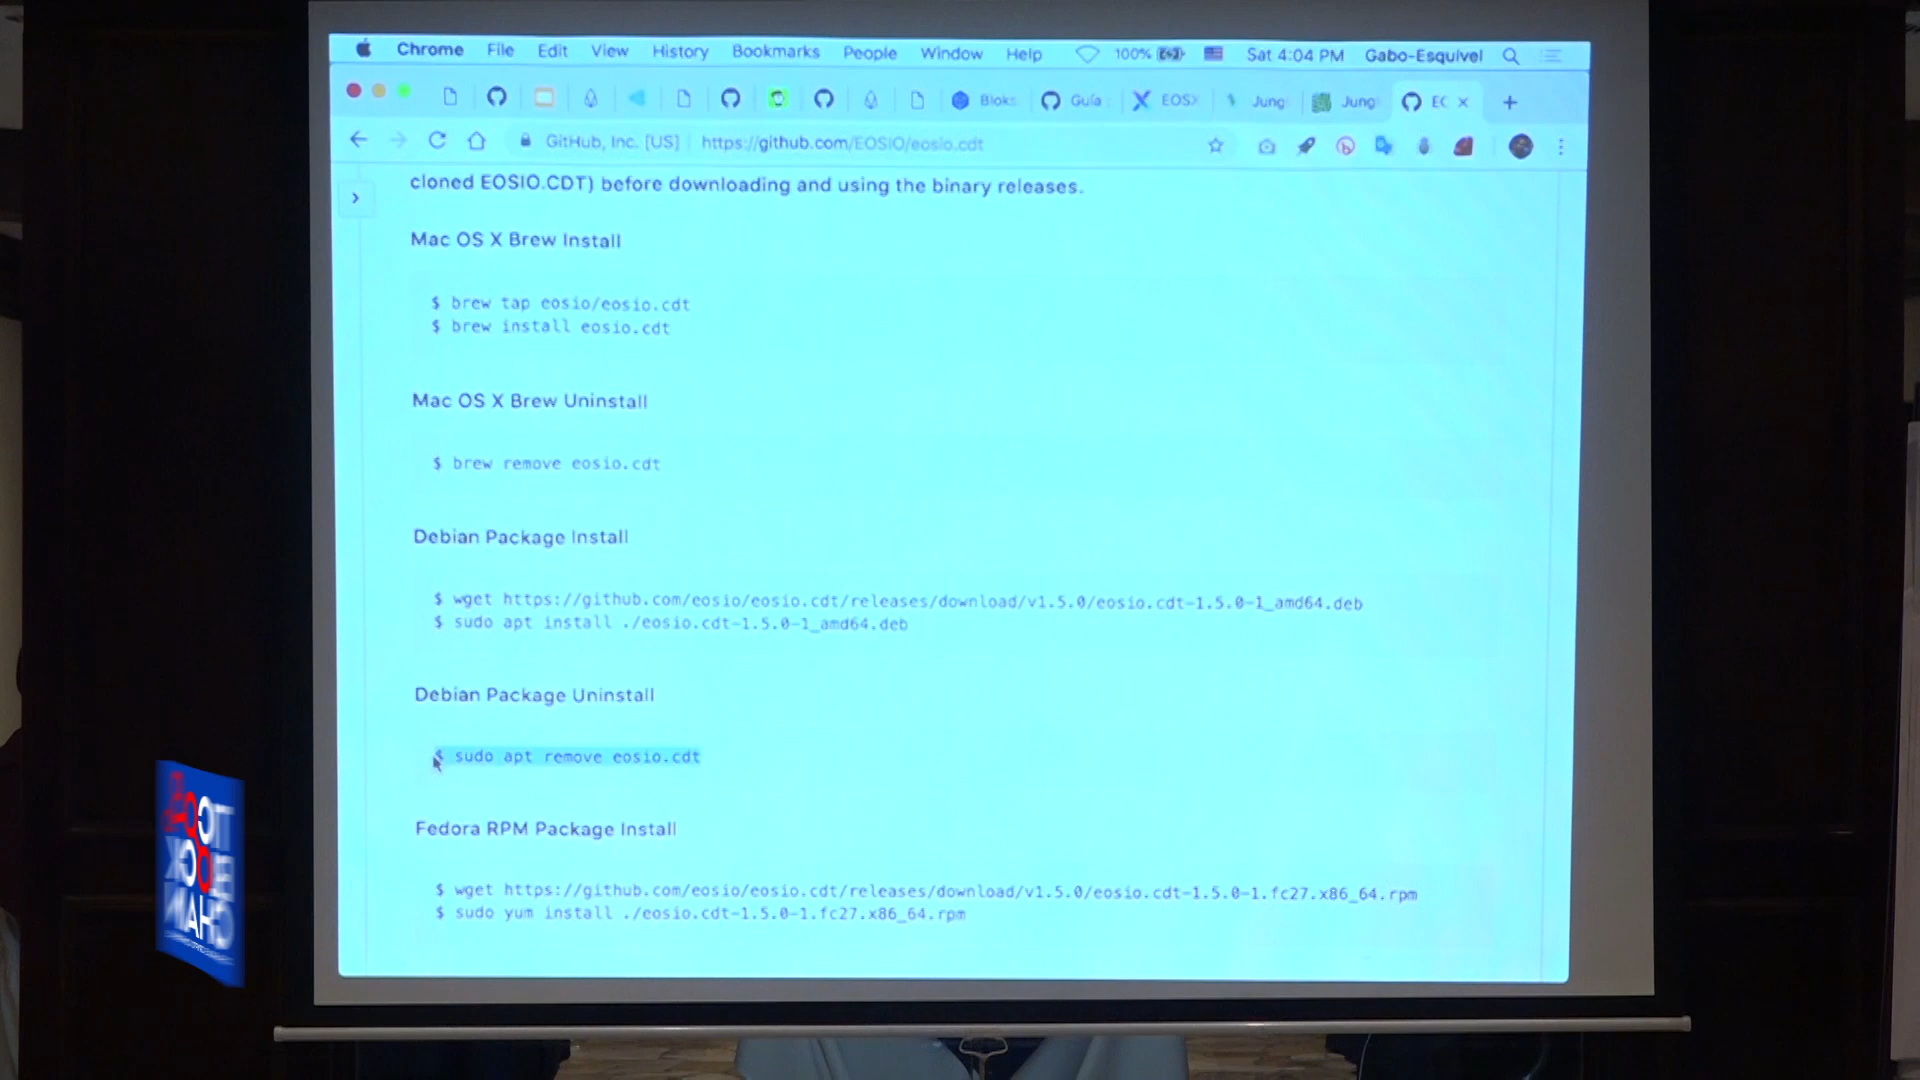 Chrome File Edit View History Bookmarks People Window Help 100% Sat 4:04 PM Gabo-Esquivel
Bloks Guía EOSX Jung Jung EO
GitHub, Inc. [US] https://github.com/EOSIO/eosio.cdt
cloned EOSIO.CDT) before downloading and using the binary releases.
Mac OS X Brew Install
$ brew tap eosio/eosio.cdt
$ brew install eosio.cdt
Mac OS X Brew Uninstall
$ brew remove eosio.cdt
Debian Package Install
$ wget https://github.com/eosio/eosio.cdt/releases/download/v1.5.0/eosio.cdt-1.5.0-1_amd64.deb
$ sudo apt install ./eosio.cdt-1.5.0-1_amd64.deb
Debian Package Uninstall
$ sudo apt remove eosio.cdt
Fedora RPM Package Install
$ wget https://github.com/eosio/eosio.cdt/releases/download/v1.5.0/eosio.cdt-1.5.0-1.fc27.x86_64.rpm
$ sudo yum install ./eosio.cdt-1.5.0-1.fc27.x86_64.rpm